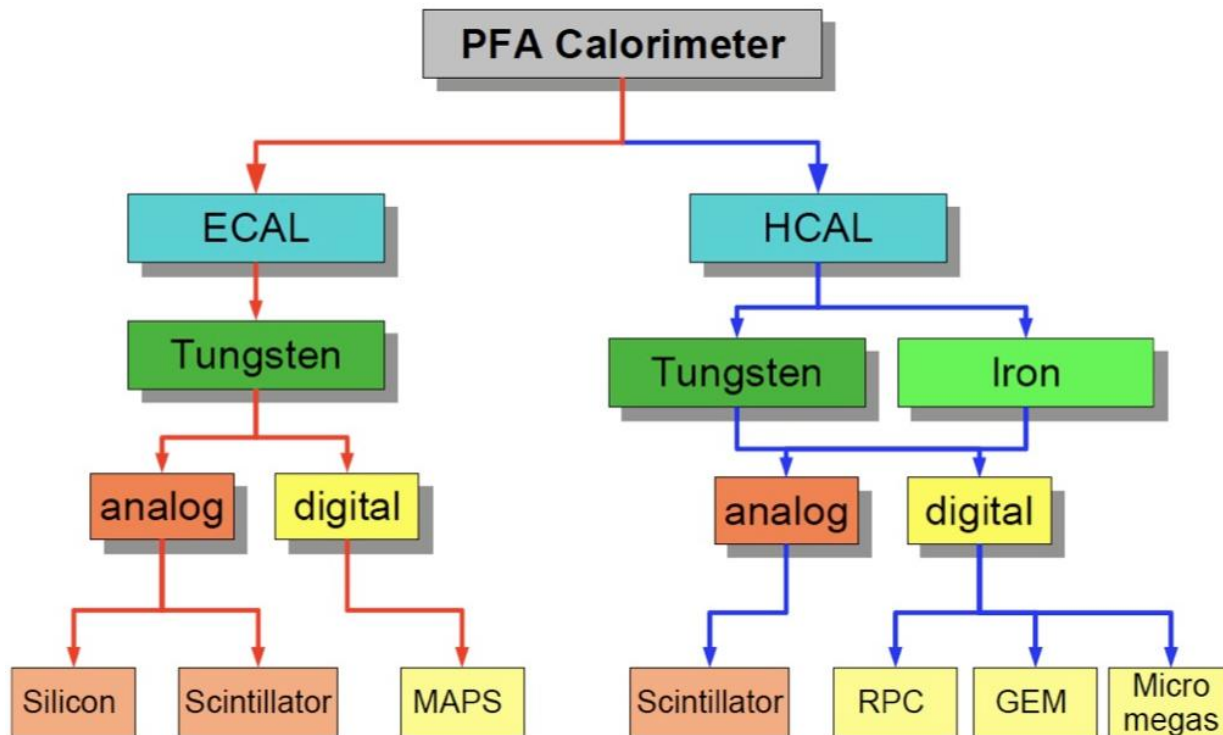 PFA Calorimeter
ECAL
HCAL
Tungsten
Tungsten
Iron
analog
digital
analog
digital
Silicon
Scintillator
MAPS
Scintillator
RPC
GEM
Micro
megas